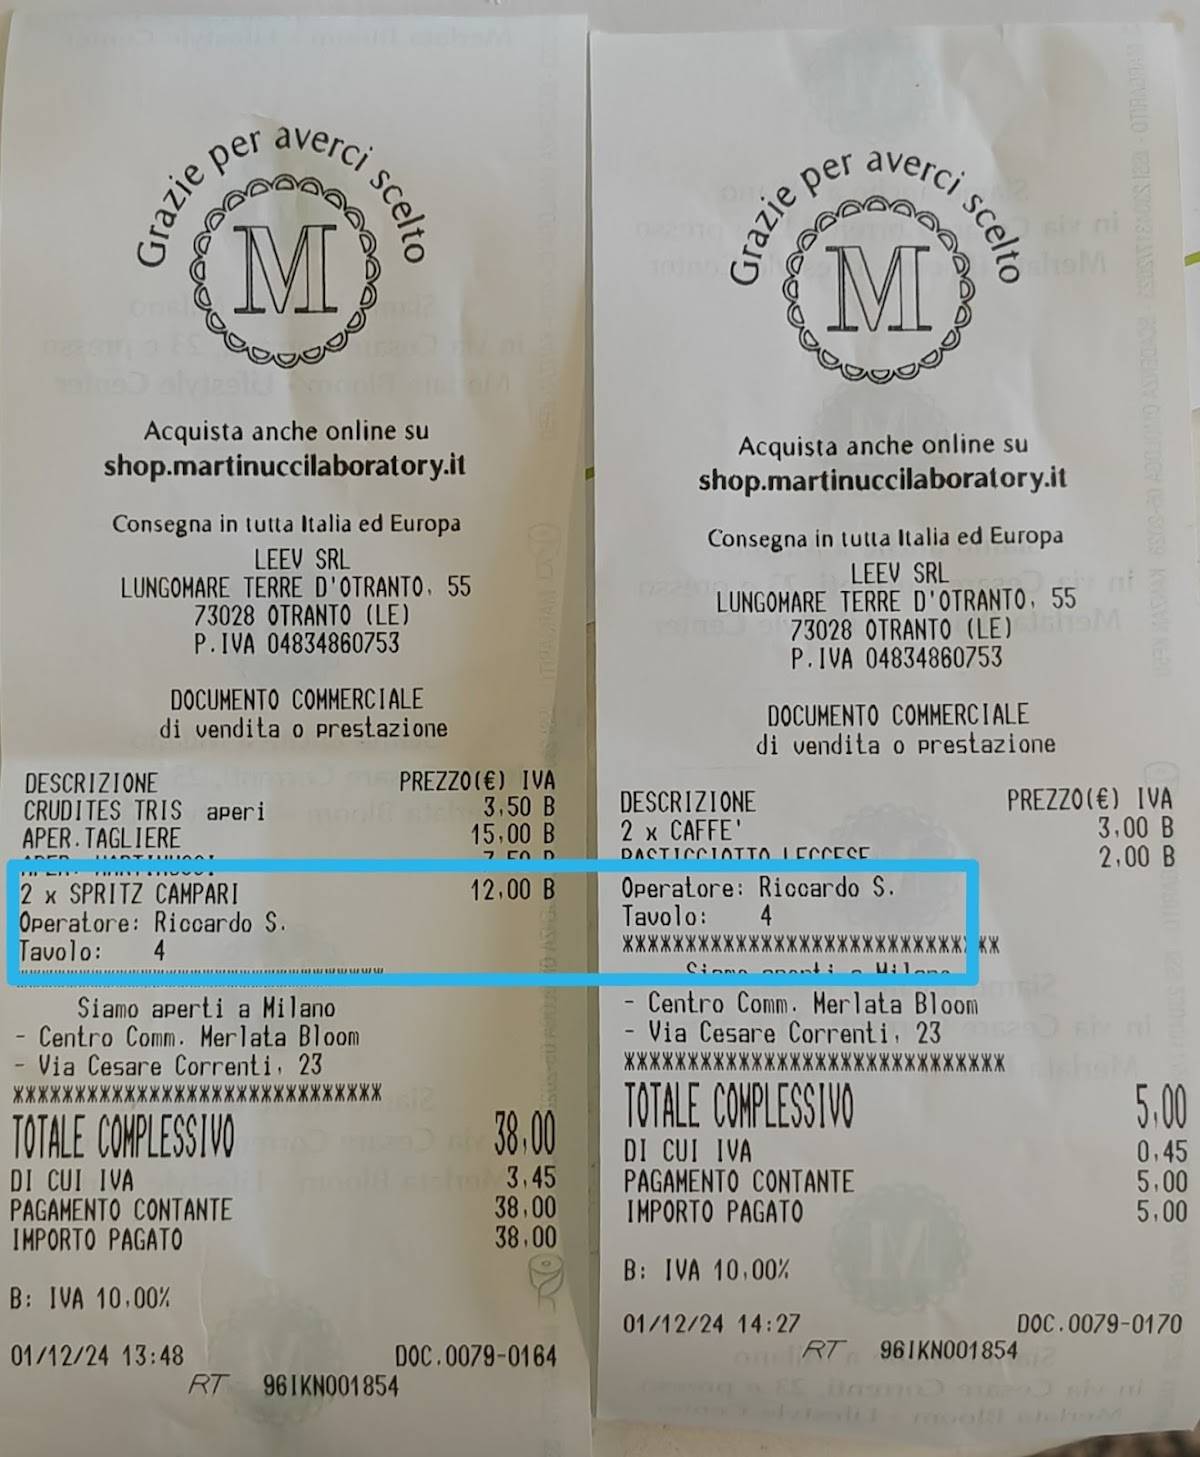 Grazie per averci scelto
M
Acquista anche online su
shop.martinuccilaboratory.it
Consegna in tutta Italia ed Europa
LEEV SRL
LUNGOMARE TERRE D'OTRANTO, 55
73028 OTRANTO (LE)
P.IVA 04834860753
DOCUMENTO COMMERCIALE
di vendita o prestazione
DESCRIZIONE PREZZO(€) IVA
CRUDITES TRIS aperi 3,50 B
APER.TAGLIERE 15,00 B
7,50 B
2 x SPRITZ CAMPARI 12,00 B
Operatore: Riccardo S.
Tavolo: 4
Siamo aperti a Milano
- Centro Comm. Merlata Bloom
- Via Cesare Correnti, 23
******************************
TOTALE COMPLESSIVO 38,00
DI CUI IVA 3,45
PAGAMENTO CONTANTE 38,00
IMPORTO PAGATO 38,00
B: IVA 10,00%
01/12/24 13:48 DOC.0079-0164
RT 96IKN001854
Grazie per averci scelto
M
Acquista anche online su
shop.martinuccilaboratory.it
Consegna in tutta Italia ed Europa
LEEV SRL
LUNGOMARE TERRE D'OTRANTO, 55
73028 OTRANTO (LE)
P.IVA 04834860753
DOCUMENTO COMMERCIALE
di vendita o prestazione
DESCRIZIONE PREZZO(€) IVA
2 x CAFFE' 3,00 B
PASTICCIOTTO LECCESE 2,00 B
Operatore: Riccardo S.
Tavolo: 4
******************************
Siamo aperti a Milano
- Centro Comm. Merlata Bloom
- Via Cesare Correnti, 23
******************************
TOTALE COMPLESSIVO 5,00
DI CUI IVA 0,45
PAGAMENTO CONTANTE 5,00
IMPORTO PAGATO 5,00
B: IVA 10,00%
01/12/24 14:27 DOC.0079-0170
RT 96IKN001854